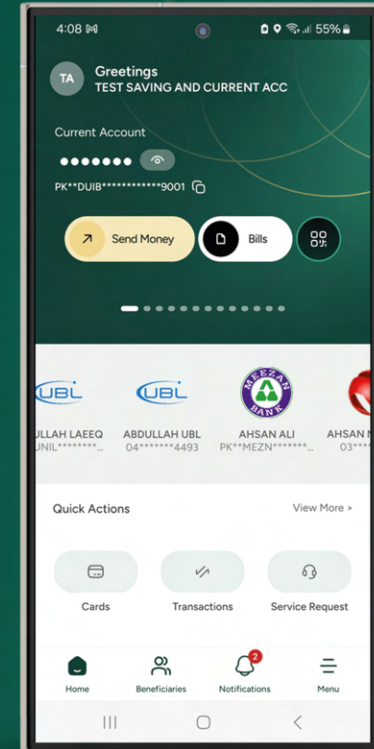 4:08
55%
TA
Greetings
TEST SAVING AND CURRENT ACC
Current Account
PK**DUIB************9001
Send Money
Bills
UBL
UBL
MEEZAN BANK
ULLAH LAEEQ
ABDULLAH UBL
AHSAN ALI
AHSAN
UNIL********...
04*******4493
PK**MEZN*******...
03****
Quick Actions
View More >
Cards
Transactions
Service Request
2
Home
Beneficiaries
Notifications
Menu